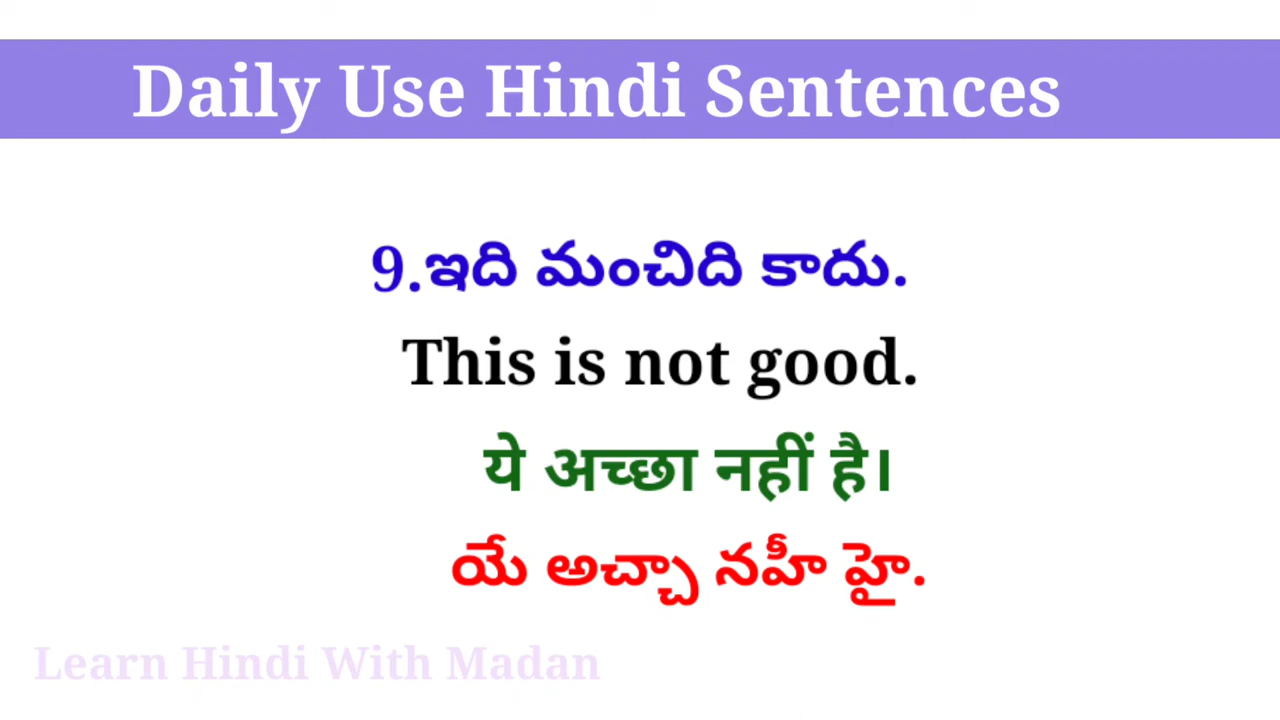 Daily Use Hindi Sentences
9.ఇది మంచిది కాదు.
This is not good.
ये अच्छा नहीं है।
యే అచ్చా నహీ హై.
Learn Hindi With Madan